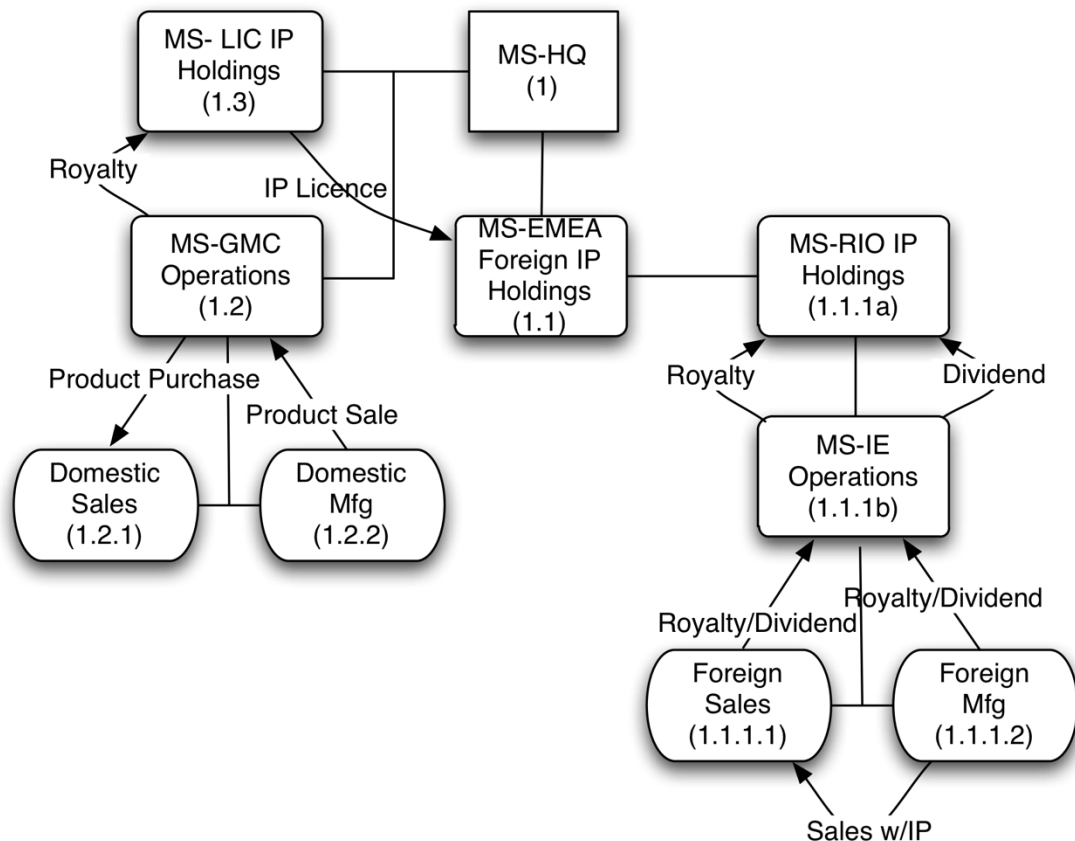 MS- LIC IP
Holdings
(1.3)
MS-HQ
(1)
Royalty
IP Licence
MS-GMC
Operations
(1.2)
MS-EMEA
Foreign IP
Holdings
(1.1)
MS-RIO IP
Holdings
(1.1.1a)
Product Purchase
Product Sale
Royalty
Dividend
Domestic
Sales
(1.2.1)
Domestic
Mfg
(1.2.2)
MS-IE
Operations
(1.1.1b)
Royalty/Dividend
Royalty/Dividend
Foreign
Sales
(1.1.1.1)
Foreign
Mfg
(1.1.1.2)
Sales w/IP